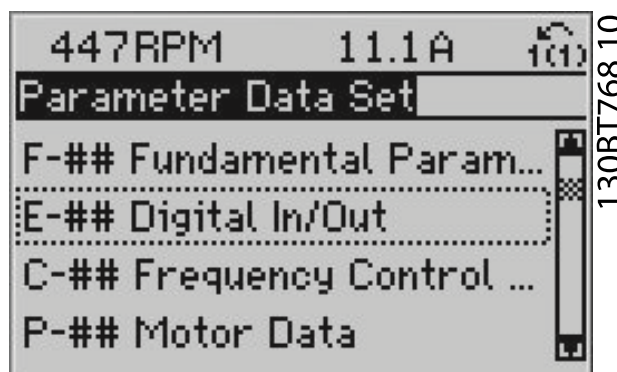 447RPM 11.1A 1(1)
Parameter Data Set
F-## Fundamental Param...
E-## Digital In/Out
C-## Frequency Control ...
P-## Motor Data
130BT768.10